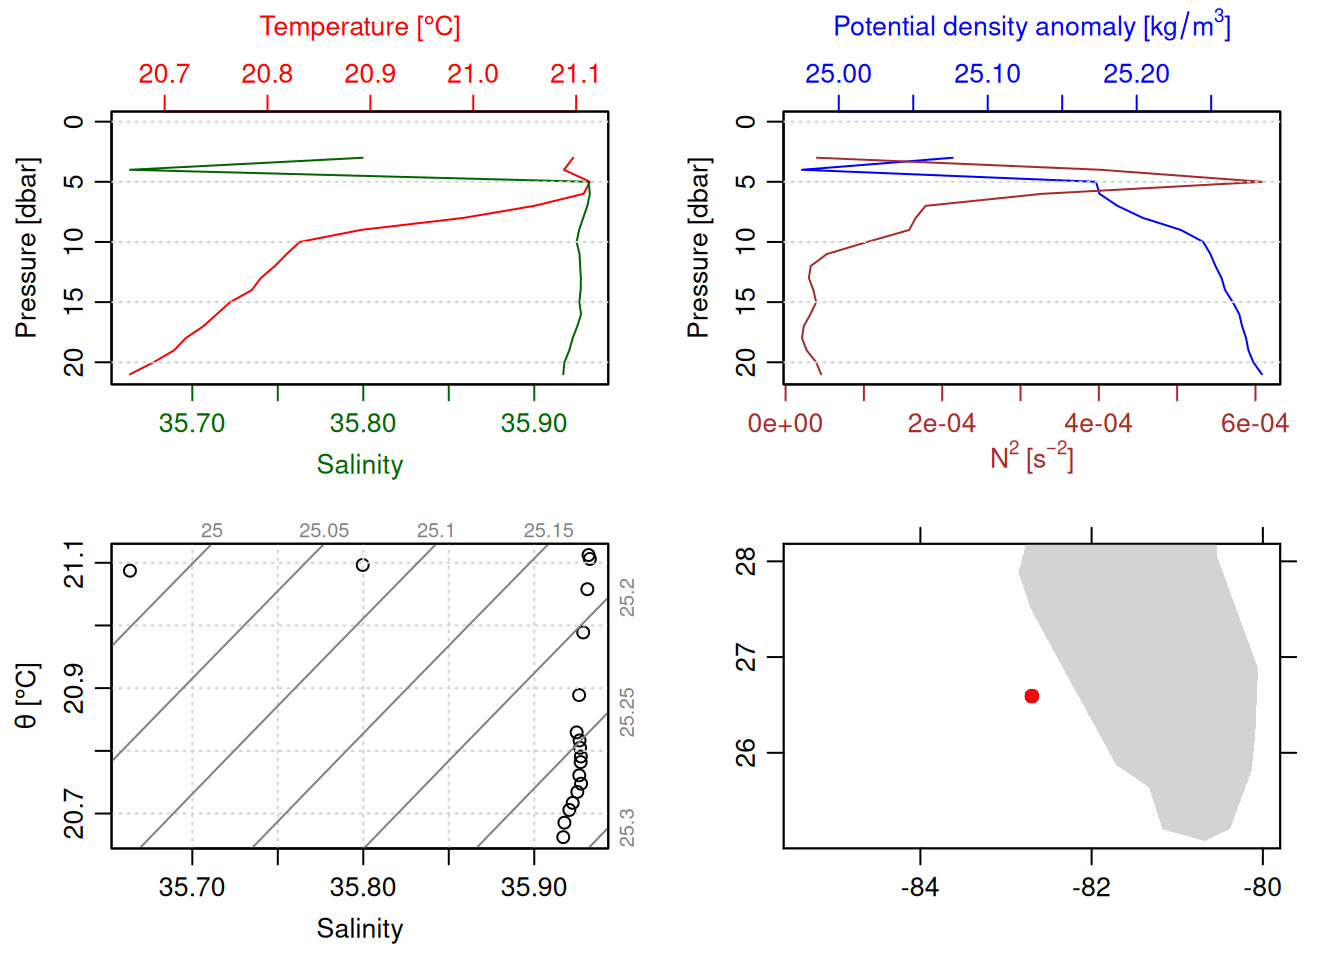 Temperature [°C]
20.7 20.8 20.9 21.0 21.1
Pressure [dbar]
0 5 10 15 20
35.70 35.80 35.90
Salinity
Potential density anomaly [kg/m³]
25.00 25.10 25.20
Pressure [dbar]
0 5 10 15 20
0e+00 2e-04 4e-04 6e-04
N² [s⁻²]
25 25.05 25.1 25.15
25.2
25.25
25.3
θ [°C]
21.1
20.9
20.7
35.70 35.80 35.90
Salinity
28
27
26
-84 -82 -80